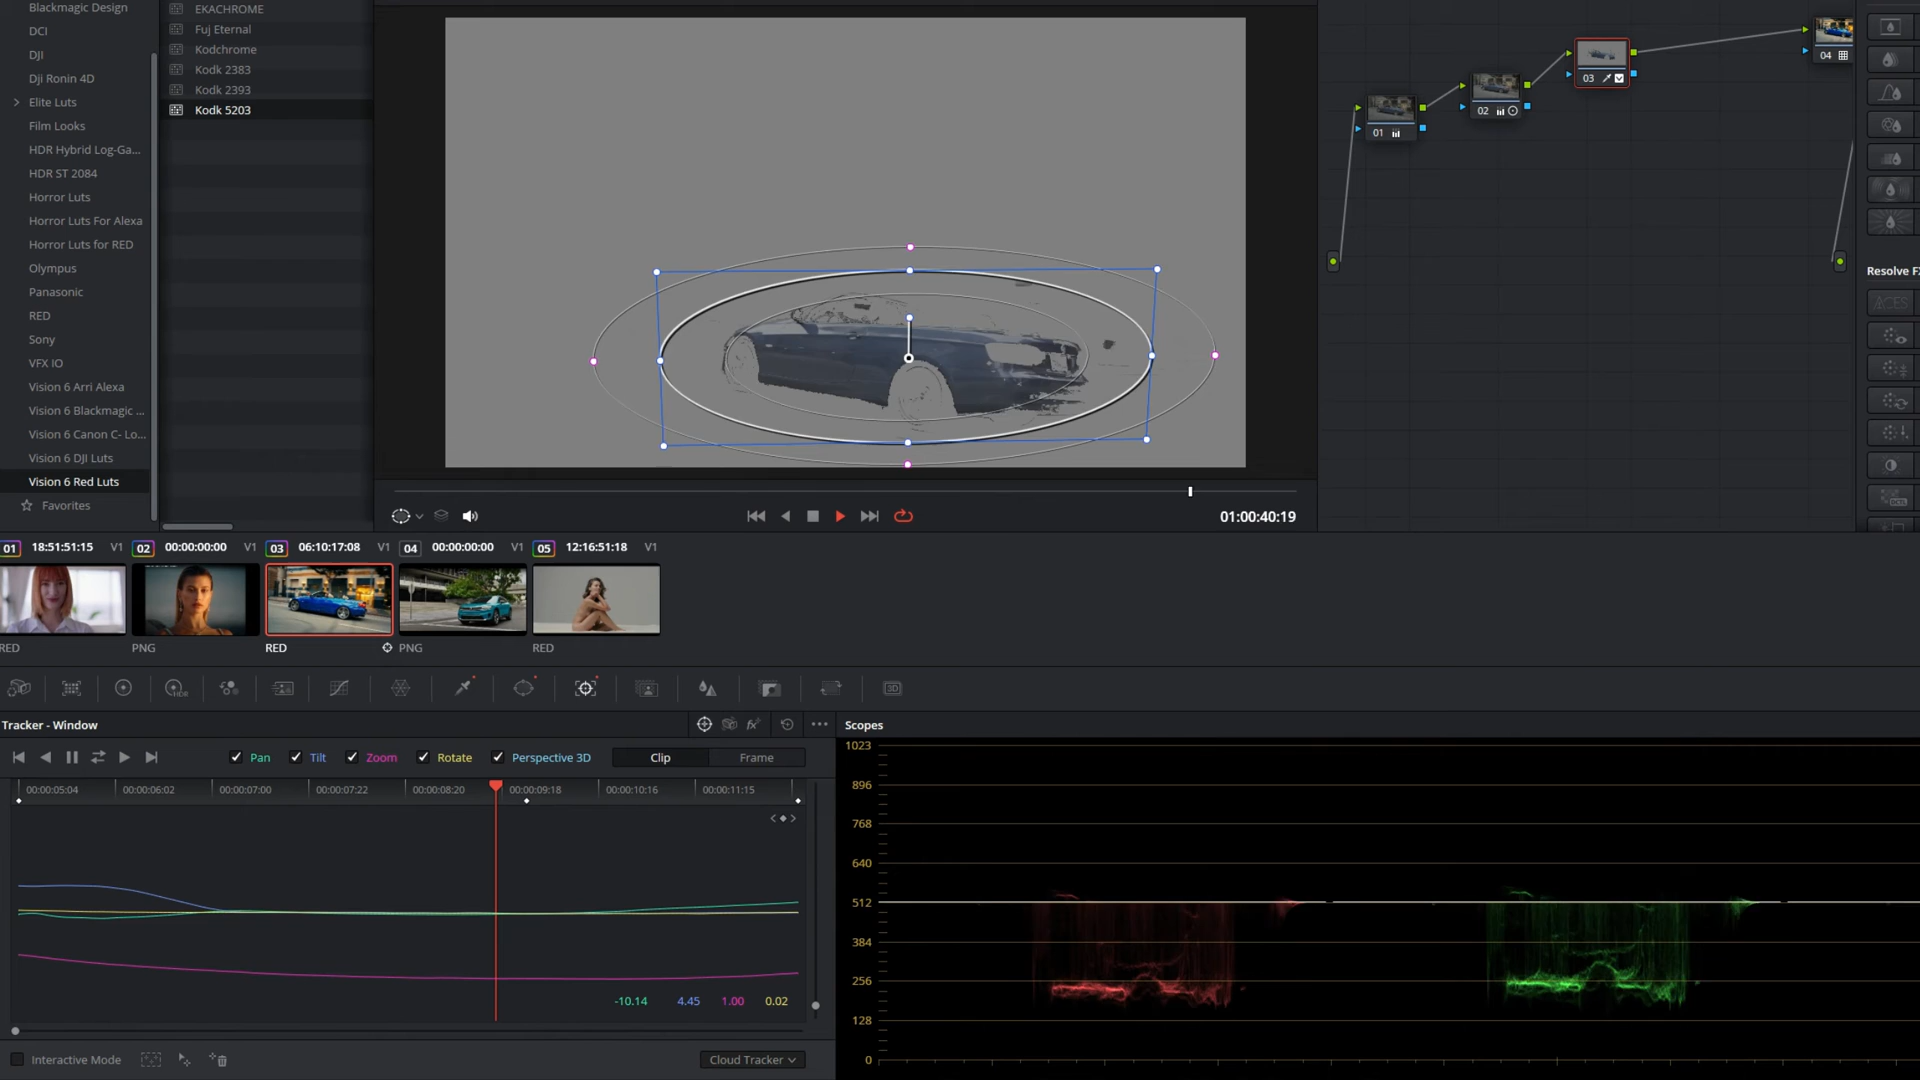 Blackmagic Design
DCI
DJI
Dji Ronin 4D
Elite Luts
Film Looks
HDR Hybrid Log-Ga...
HDR ST 2084
Horror Luts
Horror Luts For Alexa
Horror Luts for RED
Olympus
Panasonic
RED
Sony
VFX IO
Vision 6 Arri Alexa
Vision 6 Blackmagic ...
Vision 6 Canon C- Lo...
Vision 6 DJI Luts
Vision 6 Red Luts
Favorites
EKACHROME
Fuj Eternal
Kodchrome
Kodk 2383
Kodk 2393
Kodk 5203
01:00:40:19
01
02
03
04
Resolve FX
ACES
01 18:51:51:15 V1 02 00:00:00:00 V1 03 06:10:17:08 V1 04 00:00:00:00 V1 05 12:16:51:18 V1
RED PNG RED PNG RED
HDR
3D
Tracker - Window
fx
Pan Tilt Zoom Rotate Perspective 3D Clip Frame
00:00:05:04 00:00:06:02 00:00:07:00 00:00:07:22 00:00:08:20 00:00:09:18 00:00:10:16 00:00:11:15
-10.14 4.45 1.00 0.02
Interactive Mode Cloud Tracker
Scopes
1023
896
768
640
512
384
256
128
0